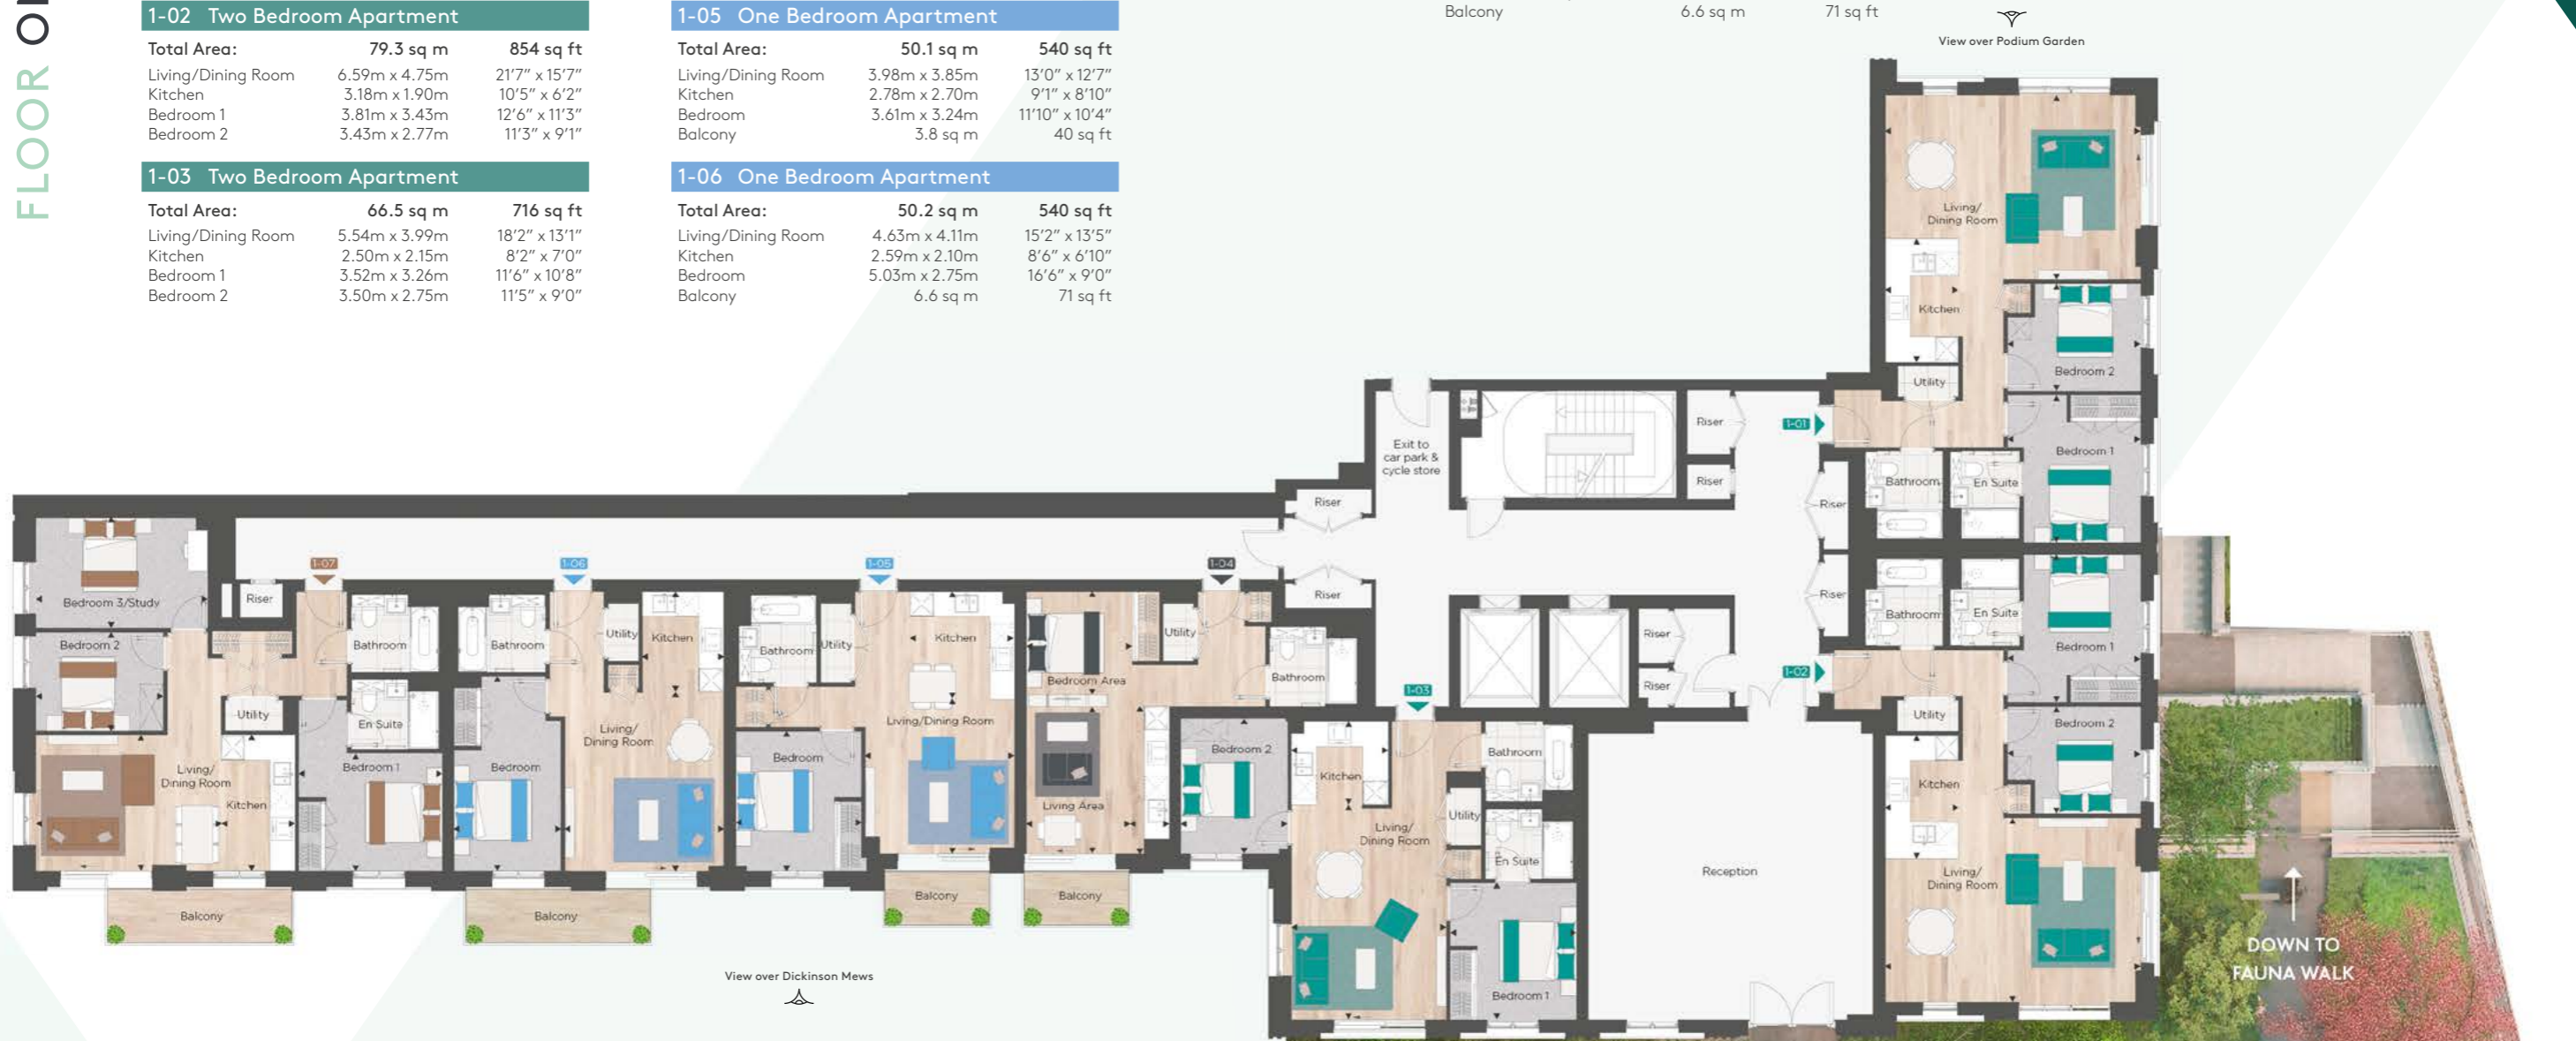 FLOOR
1-02 Two Bedroom Apartment
Total Area: 79.3 sq m 854 sq ft
Living/Dining Room 6.59m x 4.75m 21'7" x 15'7"
Kitchen 3.18m x 1.90m 10'5" x 6'2"
Bedroom 1 3.81m x 3.43m 12'6" x 11'3"
Bedroom 2 3.43m x 2.77m 11'3" x 9'1"
1-03 Two Bedroom Apartment
Total Area: 66.5 sq m 716 sq ft
Living/Dining Room 5.54m x 3.99m 18'2" x 13'1"
Kitchen 2.50m x 2.15m 8'2" x 7'0"
Bedroom 1 3.52m x 3.26m 11'6" x 10'8"
Bedroom 2 3.50m x 2.75m 11'5" x 9'0"
1-05 One Bedroom Apartment
Total Area: 50.1 sq m 540 sq ft
Living/Dining Room 3.98m x 3.85m 13'0" x 12'7"
Kitchen 2.78m x 2.70m 9'1" x 8'10"
Bedroom 3.61m x 3.24m 11'10" x 10'4"
Balcony 3.8 sq m 40 sq ft
1-06 One Bedroom Apartment
Total Area: 50.2 sq m 540 sq ft
Living/Dining Room 4.63m x 4.11m 15'2" x 13'5"
Kitchen 2.59m x 2.10m 8'6" x 6'10"
Bedroom 5.03m x 2.75m 16'6" x 9'0"
Balcony 6.6 sq m 71 sq ft
Balcony 6.6 sq m 71 sq ft
View over Podium Garden
Living/
Dining Room
Kitchen
Bedroom 2
Utility
1-01
Bedroom 1
Bathroom
En Suite
Riser
Riser
Riser
Exit to
car park &
cycle store
Riser
Riser
Riser
Riser
Riser
Bathroom
En Suite
Bedroom 1
1-02
Utility
Bedroom 2
Kitchen
Living/
Dining Room
Reception
1-03
Bedroom 2
Kitchen
Bathroom
Utility
Living/
Dining Room
En Suite
Bedroom 1
1-04
Utility
Bathroom
Bedroom Area
Living Area
Balcony
1-05
Bathroom
Utility
Kitchen
Living/Dining Room
Bedroom
Balcony
1-06
Bathroom
Utility
Kitchen
Living/
Dining Room
Bedroom
Balcony
1-07
Bedroom 3/Study
Riser
Bathroom
Bedroom 2
Utility
En Suite
Living/
Dining Room
Kitchen
Bedroom 1
Balcony
View over Dickinson Mews
DOWN TO
FAUNA WALK